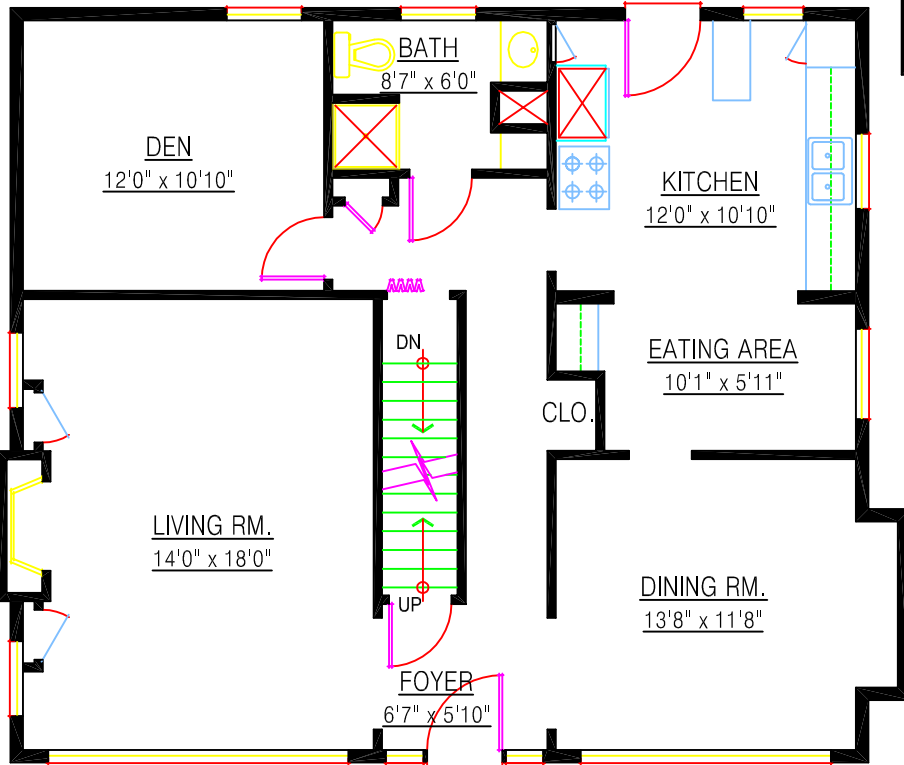 BATH
8'7" x 6'0"
DEN
12'0" x 10'10"
KITCHEN
12'0" x 10'10"
DN
EATING AREA
10'1" x 5'11"
CLO.
LIVING RM.
14'0" x 18'0"
DINING RM.
13'8" x 11'8"
UP
FOYER
6'7" x 5'10"